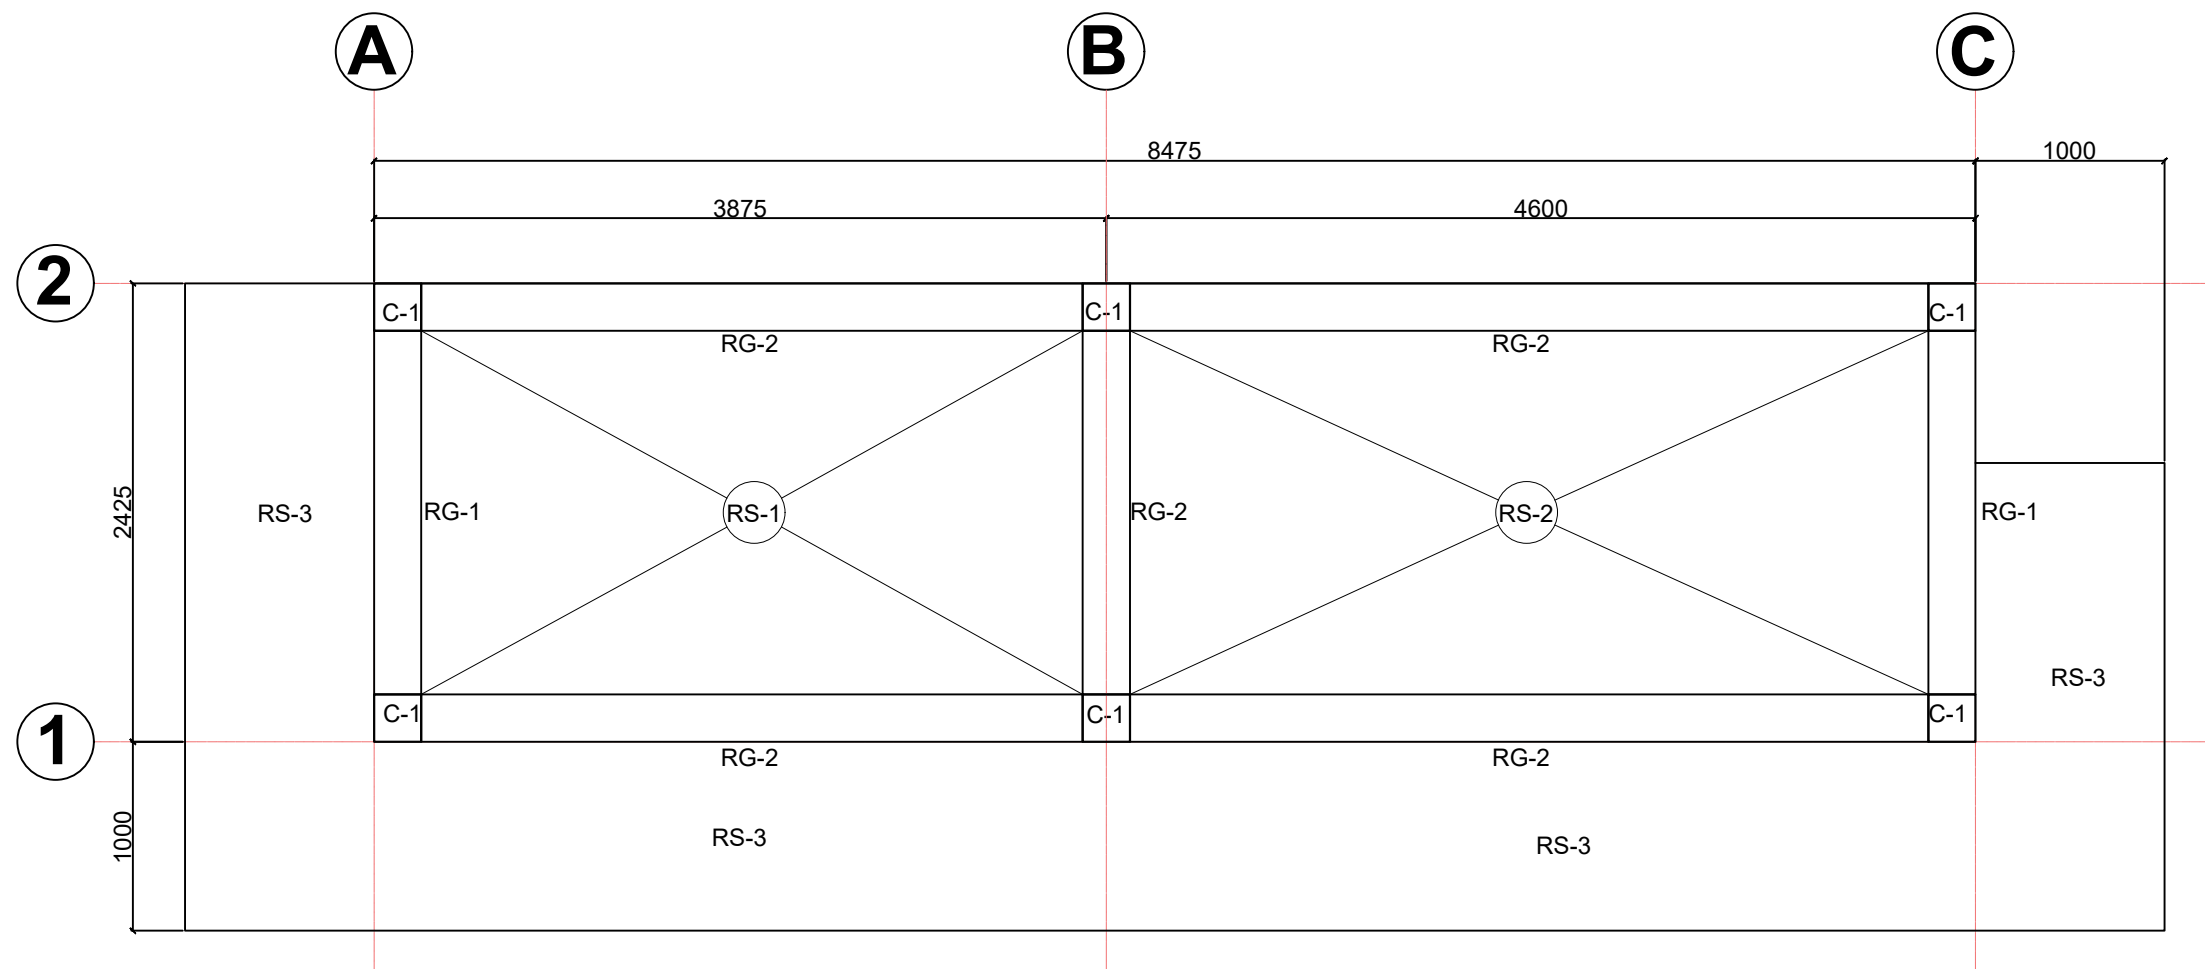 A
B
C
8475
1000
3875
4600
2
C-1
C-1
C-1
RG-2
RG-2
2425
RS-3
RG-1
RS-1
RG-2
RS-2
RG-1
RS-3
1
C-1
C-1
C-1
RG-2
RG-2
1000
RS-3
RS-3